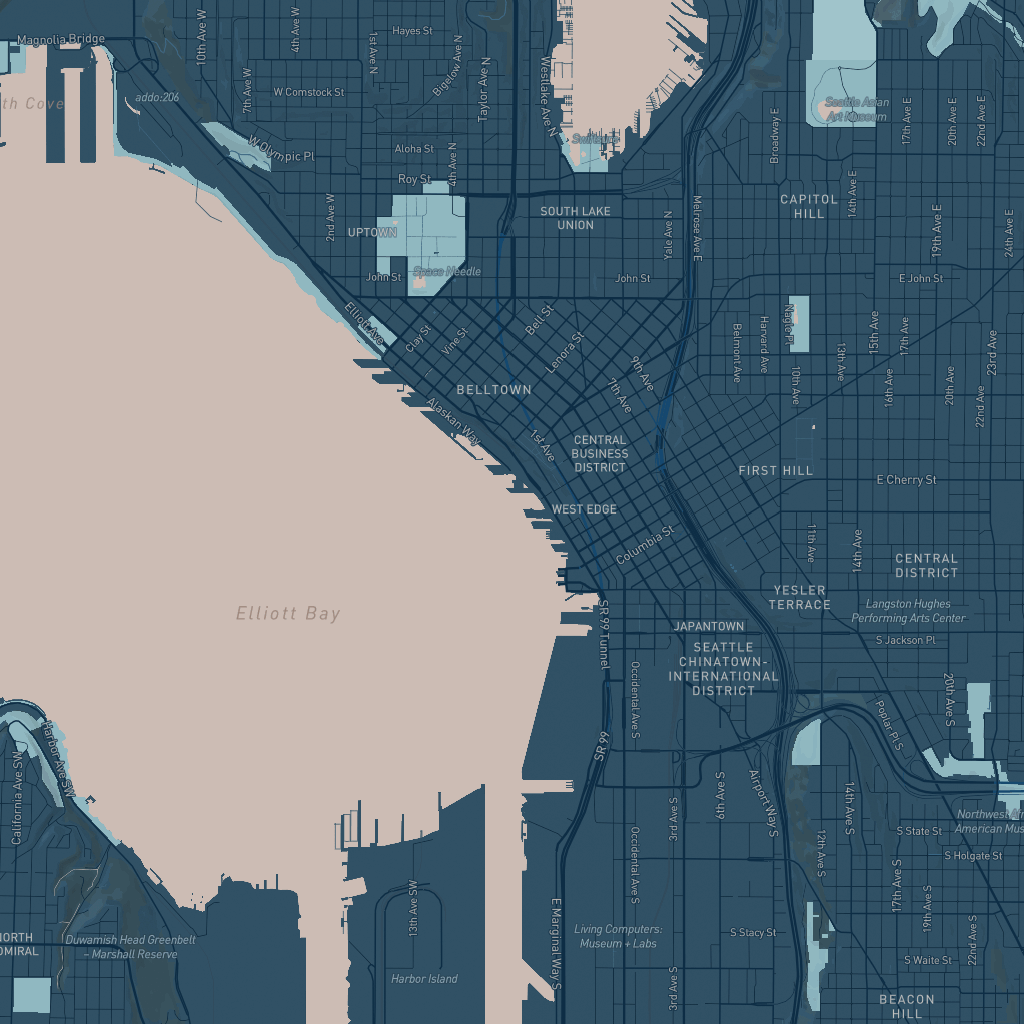 Magnolia Bridge
10th Ave W
4th Ave W
Hayes St
1st Ave N
Bigelow Ave N
Taylor Ave N
Westlake Ave N
7th Ave W
W Comstock St
addo:206
th Cove
Seattle Asian
Art Museum
17th Ave E
20th Ave E
22nd Ave E
Broadway E
W Olympic Pl
Aloha St
4th Ave N
Roy St
14th Ave E
CAPITOL
HILL
2nd Ave W
UPTOWN
SOUTH LAKE
UNION
Yale Ave N
Melrose Ave E
19th Ave E
24th Ave E
John St
Space Needle
John St
E John St
Elliott Ave
Clay St
Vine St
Bell St
Lenora St
9th Ave
7th Ave
Belmont Ave
Harvard Ave
Nagle Pl
10th Ave
13th Ave
15th Ave
17th Ave
16th Ave
20th Ave
22nd Ave
23rd Ave
BELLTOWN
Alaskan Way
1st Ave
CENTRAL
BUSINESS
DISTRICT
FIRST HILL
E Cherry St
WEST EDGE
Columbia St
11th Ave
14th Ave
CENTRAL
DISTRICT
YESLER
TERRACE
Langston Hughes
Performing Arts Center
Elliott Bay
SR 99 Tunnel
JAPANTOWN
S Jackson Pl
SEATTLE
CHINATOWN-
INTERNATIONAL
DISTRICT
Occidental Ave S
20th Ave S
Poplar Pl S
Harbor Ave SW
California Ave SW
SR 99
6th Ave S
Airport Way S
14th Ave S
3rd Ave S
Occidental Ave S
12th Ave S
Northwest Afr
American Mus
S State St
S Holgate St
17th Ave S
19th Ave S
22nd Ave S
13th Ave SW
E Marginal Way S
Living Computers:
Museum + Labs
S Stacy St
S Waite St
NORTH
ADMIRAL
Duwamish Head Greenbelt
- Marshall Reserve
Harbor Island
3rd Ave S
BEACON
HILL